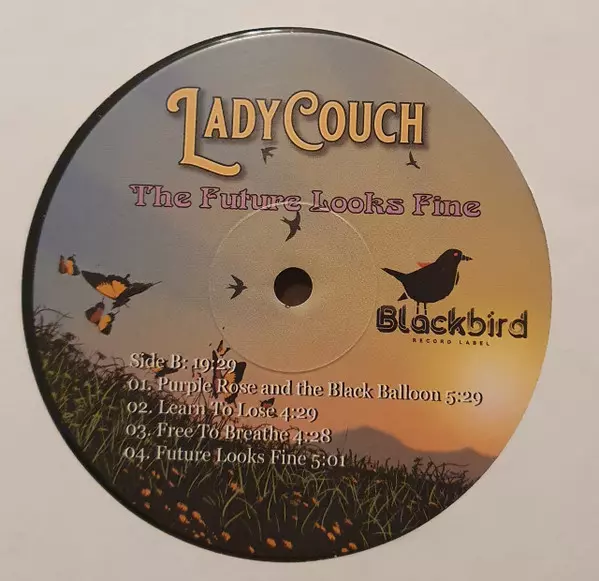 LADYCOUCH
The Future Looks Fine
Blackbird
RECORD LABEL
Side B: 19:29
01. Purple Rose and the Black Balloon 5:29
02. Learn To Lose 4:29
03. Free To Breathe 4:28
04. Future Looks Fine 5:01